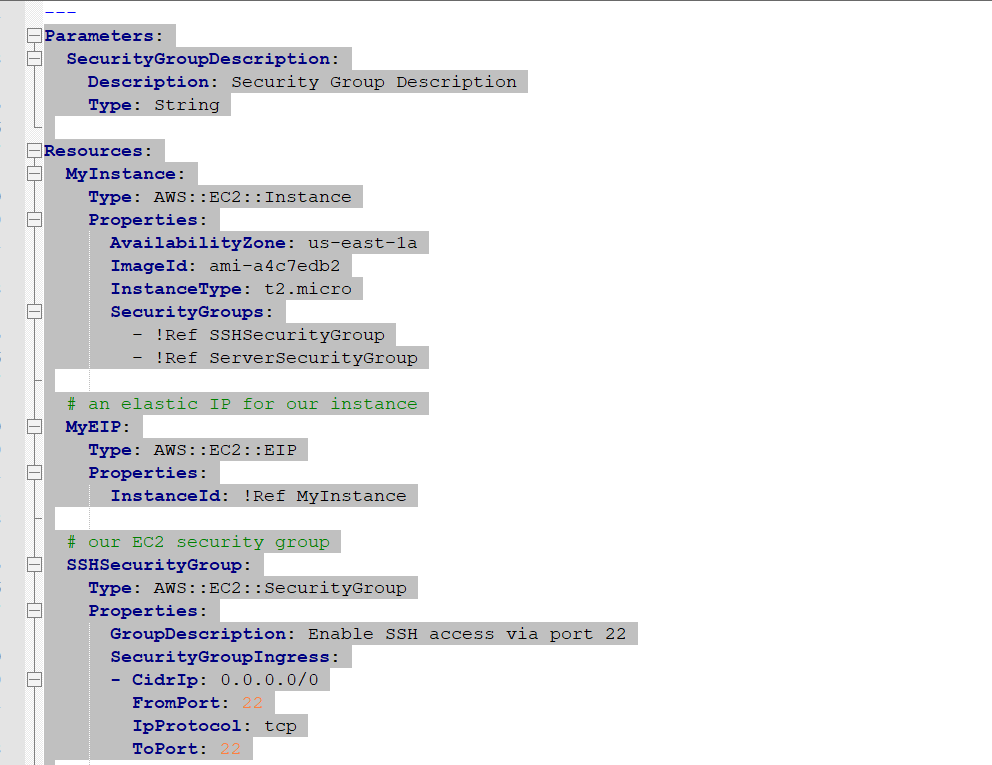 ---
Parameters:
  SecurityGroupDescription:
    Description: Security Group Description
    Type: String

Resources:
  MyInstance:
    Type: AWS::EC2::Instance
    Properties:
      AvailabilityZone: us-east-1a
      ImageId: ami-a4c7edb2
      InstanceType: t2.micro
      SecurityGroups:
        - !Ref SSHSecurityGroup
        - !Ref ServerSecurityGroup

  # an elastic IP for our instance
  MyEIP:
    Type: AWS::EC2::EIP
    Properties:
      InstanceId: !Ref MyInstance

  # our EC2 security group
  SSHSecurityGroup:
    Type: AWS::EC2::SecurityGroup
    Properties:
      GroupDescription: Enable SSH access via port 22
      SecurityGroupIngress:
      - CidrIp: 0.0.0.0/0
        FromPort: 22
        IpProtocol: tcp
        ToPort: 22